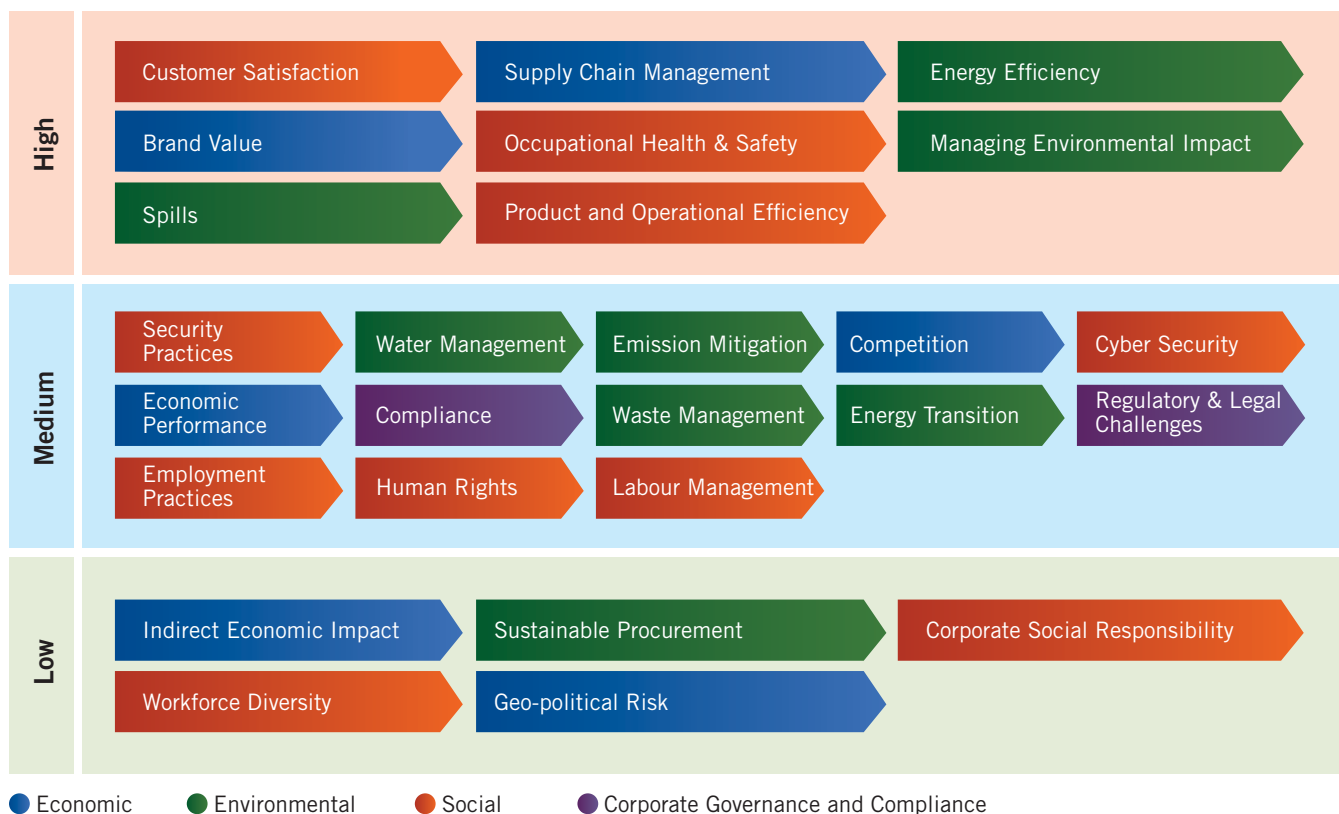 High
Customer Satisfaction
Supply Chain Management
Energy Efficiency
Brand Value
Occupational Health & Safety
Managing Environmental Impact
Spills
Product and Operational Efficiency
Medium
Security
Practices
Water Management
Emission Mitigation
Competition
Cyber Security
Economic
Performance
Compliance
Waste Management
Energy Transition
Regulatory & Legal
Challenges
Employment
Practices
Human Rights
Labour Management
Low
Indirect Economic Impact
Sustainable Procurement
Corporate Social Responsibility
Workforce Diversity
Geo-political Risk
Economic
Environmental
Social
Corporate Governance and Compliance